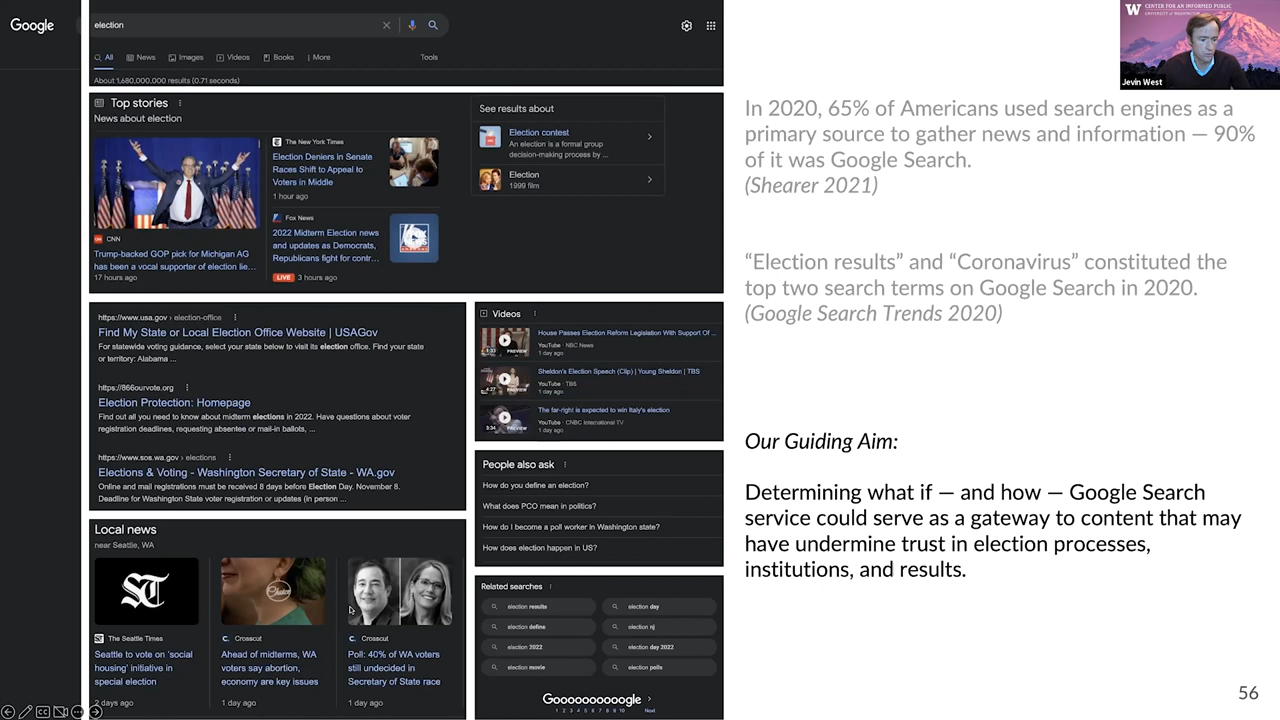 Google
election
All News Images Videos Books More Tools
About 1,680,000,000 results (0.71 seconds)
Top stories
News about election
CNN
Trump-backed GOP pick for Michigan AG
has been a vocal supporter of election lie...
17 hours ago
The New York Times
Election Deniers in Senate
Races Shift to Appeal to
Voters in Middle
1 hour ago
Fox News
2022 Midterm Election news
and updates as Democrats,
Republicans fight for contr...
LIVE 3 hours ago
See results about
Election contest
An election is a formal group
decision-making process by ...
Election
1999 film
https://www.usa.gov › election-office
Find My State or Local Election Office Website | USAGov
For statewide voting guidance, select your state below to visit its election office. Find your state
or territory: Alabama ...
https://866ourvote.org
Election Protection: Homepage
Find out all you need to know about midterm elections in 2022. Have questions about voter
registration deadlines, requesting absentee or mail-in ballots, ...
https://www.sos.wa.gov › elections
Elections & Voting - Washington Secretary of State - WA.gov
Online and mail registrations must be received 8 days before Election Day. November 8.
Deadline for Washington State voter registration or updates (in person ...
Videos
House Passes Election Reform Legislation With Support Of ...
YouTube · NBC News
1 day ago
1:33 PREVIEW
Sheldon's Election Speech (Clip) | Young Sheldon | TBS
YouTube · TBS
1 day ago
4:27 PREVIEW
The far-right is expected to win Italy's election
YouTube · CNBC International TV
1 day ago
3:34 PREVIEW
People also ask
How do you define an election?
What does PCO mean in politics?
How do I become a poll worker in Washington state?
How does election happen in US?
Local news
near Seattle, WA
ST
The Seattle Times
Seattle to vote on 'social
housing' initiative in
special election
2 days ago
Choice
Crosscut
Ahead of midterms, WA
voters say abortion,
economy are key issues
1 day ago
Crosscut
Poll: 40% of WA voters
still undecided in
Secretary of State race
1 day ago
Related searches
election results
election day
election define
election nj
election 2022
election day 2022
election movie
election polls
Goooooooooogle
1 2 3 4 5 6 7 8 9 10 Next
W CENTER FOR AN INFORMED PUBLIC
UNIVERSITY OF WASHINGTON
Jevin West
In 2020, 65% of Americans used search engines as a
primary source to gather news and information — 90%
of it was Google Search.
(Shearer 2021)
“Election results” and “Coronavirus” constituted the
top two search terms on Google Search in 2020.
(Google Search Trends 2020)
Our Guiding Aim:
Determining what if — and how — Google Search
service could serve as a gateway to content that may
have undermine trust in election processes,
institutions, and results.
56